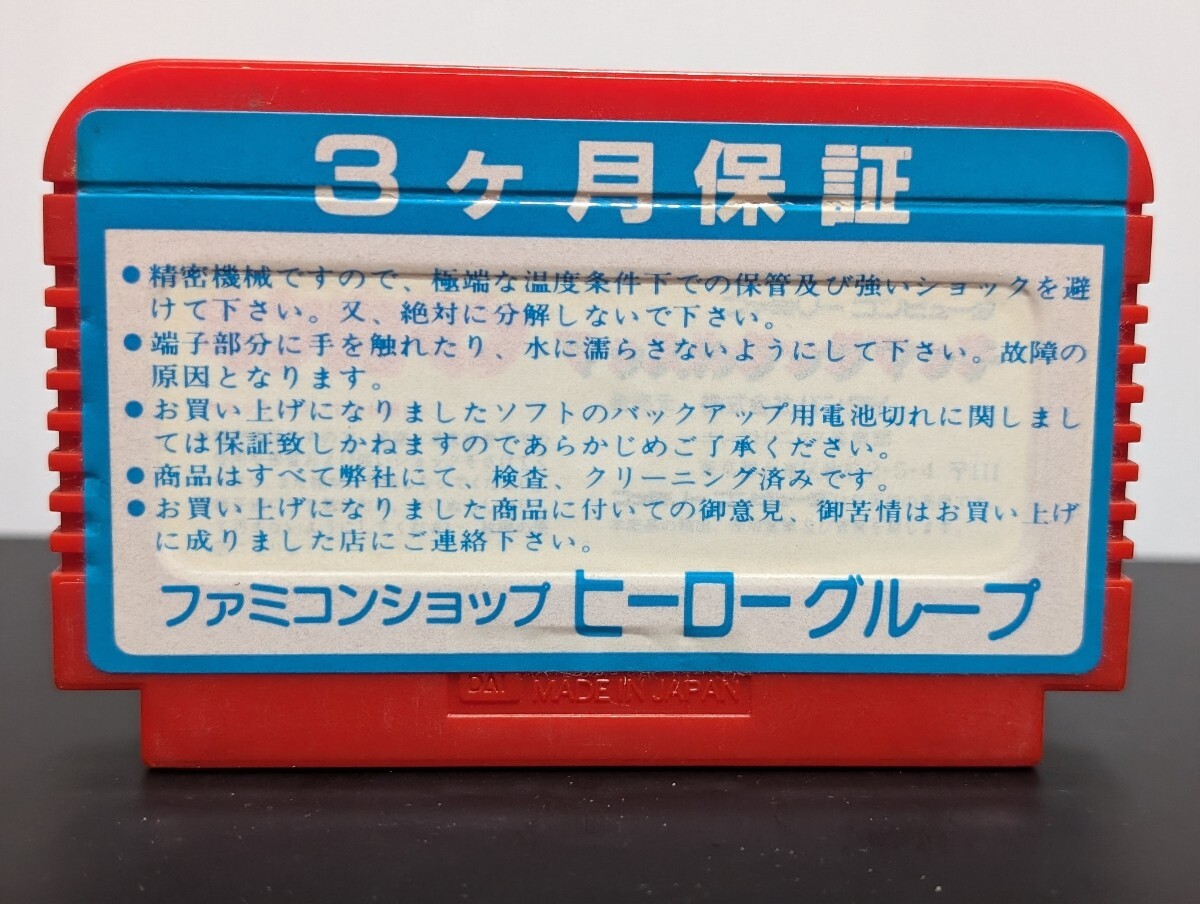 3ヶ月保証
●精密機械ですので、極端な温度条件下での保管及び強いショックを避
けて下さい。又、絶対に分解しないで下さい。
●端子部分に手を触れたり、水に濡らさないようにして下さい。故障の
原因となります。
●お買い上げになりましたソフトのバックアップ用電池切れに関しまし
ては保証致しかねますのであらかじめご了承ください。
●商品はすべて弊社にて、検査、クリーニング済みです。
●お買い上げになりました商品に付いての御意見、御苦情はお買い上げ
に成りました店にご連絡下さい。
ファミコンショップ ヒーローグループ
MADE IN JAPAN